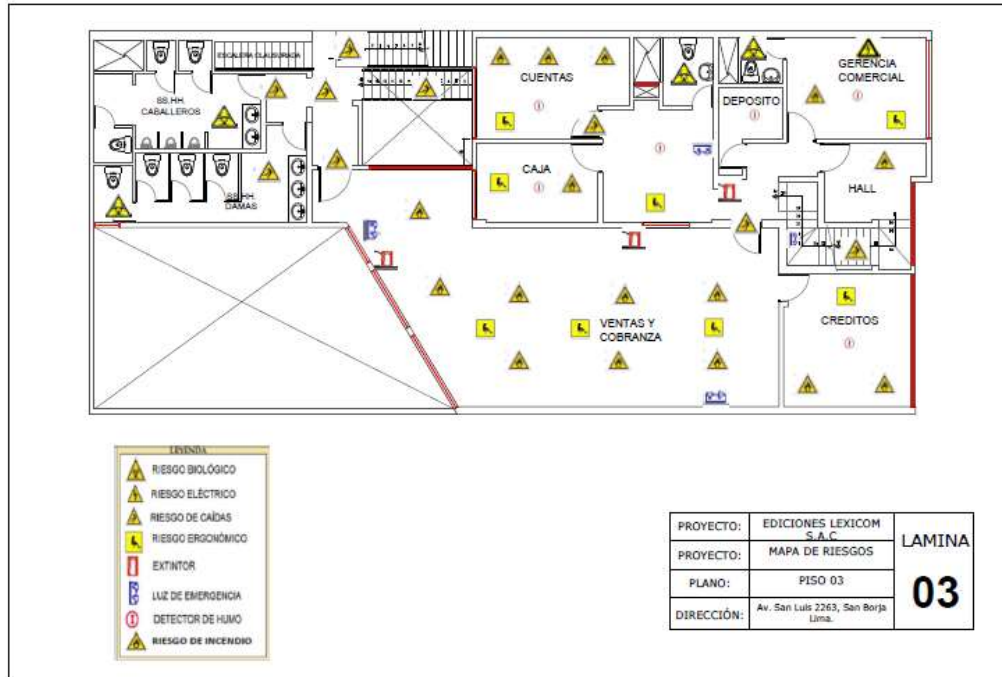 ESCALERA CLAUSURADA
CUENTAS
GERENCIA
COMERCIAL
SS.HH.
CABALLEROS
DEPOSITO
CAJA
HALL
SS.HH.
DAMAS
VENTAS Y
COBRANZA
CREDITOS
LEYENDA
RIESGO BIOLÓGICO
RIESGO ELÉCTRICO
RIESGO DE CAÍDAS
RIESGO ERGONÓMICO
EXTINTOR
LUZ DE EMERGENCIA
DETECTOR DE HUMO
RIESGO DE INCENDIO
PROYECTO:
EDICIONES LEXICOM
S.A.C
PROYECTO:
MAPA DE RIESGOS
PLANO:
PISO 03
DIRECCIÓN:
Av. San Luis 2263, San Borja
Lima.
LAMINA
03